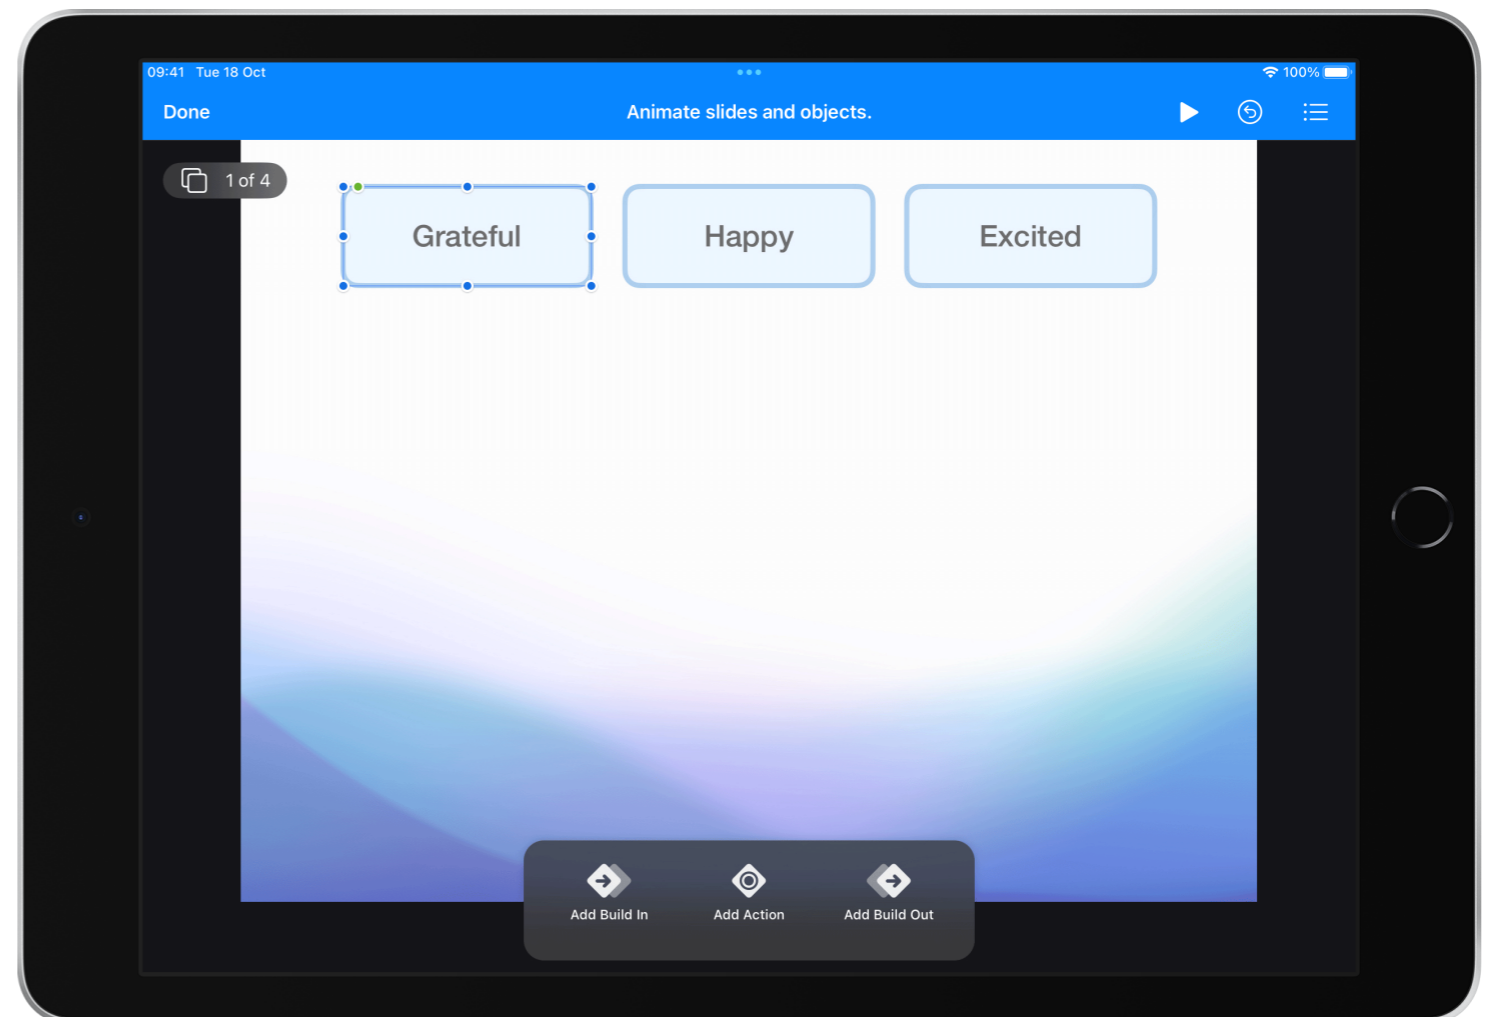 09:41 Tue 18 Oct
100%
Done
Animate slides and objects.
1 of 4
Grateful
Happy
Excited
Add Build In
Add Action
Add Build Out